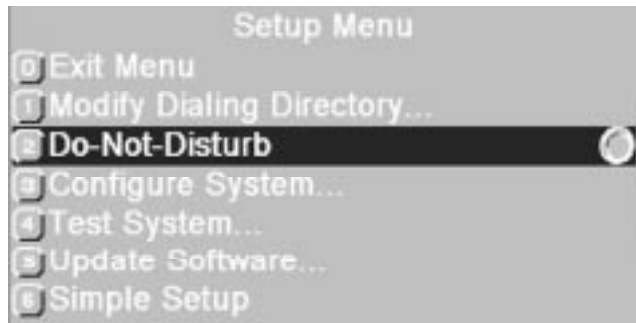 Setup Menu
0 Exit Menu
1 Modify Dialing Directory...
2 Do-Not-Disturb
3 Configure System...
4 Test System...
5 Update Software...
6 Simple Setup